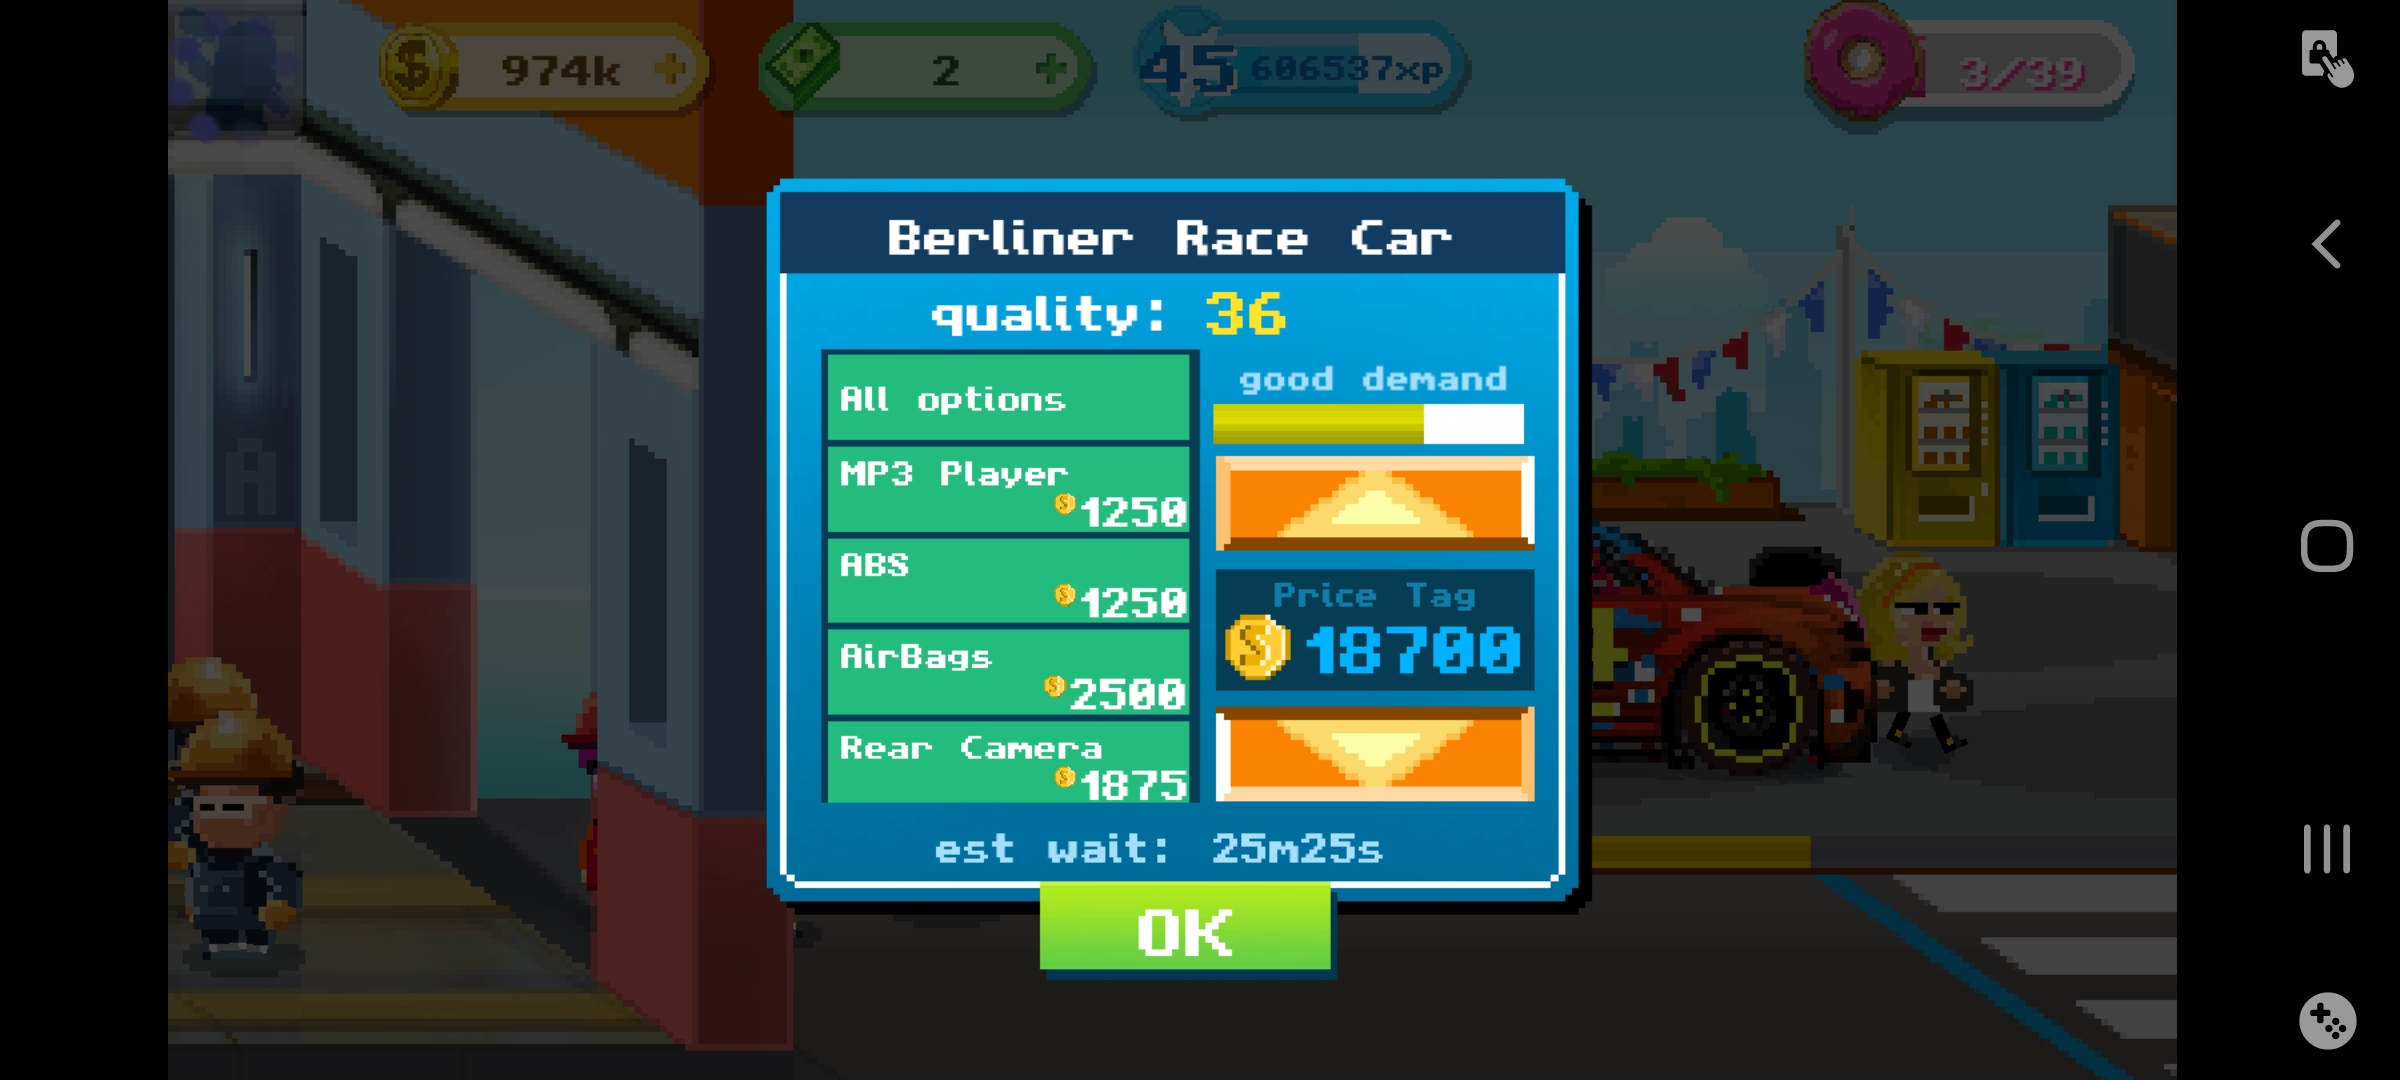 974k
2
45 606537xp
3/39
Berliner Race Car
quality: 36
All options
good demand
MP3 Player
1250
ABS
1250
Price Tag
18700
AirBags
2500
Rear Camera
1875
est wait: 25m25s
OK
A